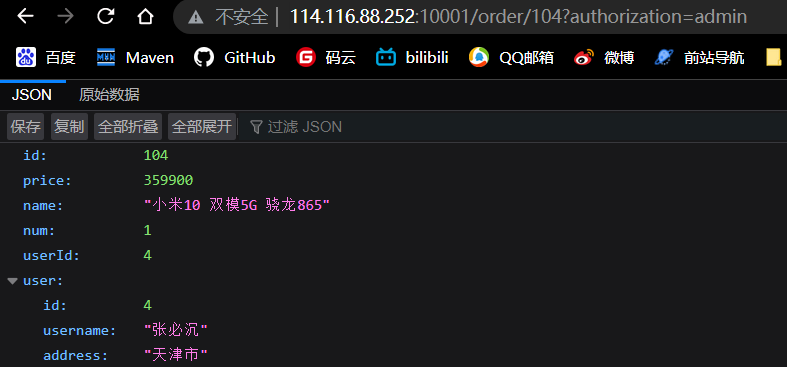 不安全 | 114.116.88.252:10001/order/104?authorization=admin
百度 Maven GitHub 码云 bilibili QQ邮箱 微博 前站导航
JSON 原始数据
保存 复制 全部折叠 全部展开 过滤 JSON
id: 104
price: 359900
name: "小米10 双模5G 骁龙865"
num: 1
userId: 4
user:
id: 4
username: "张必沉"
address: "天津市"